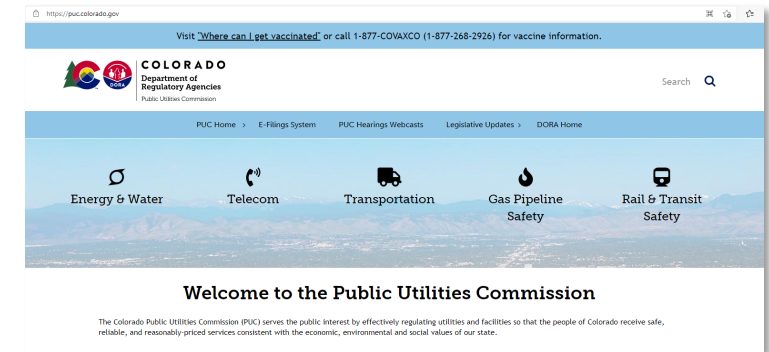 https://puc.colorado.gov
Visit "Where can I get vaccinated" or call 1-877-COVAXCO (1-877-268-2926) for vaccine information.
COLORADO
Department of
Regulatory Agencies
Public Utilities Commission
DORA
Search
PUC Home > E-Filings System PUC Hearings Webcasts Legislative Updates > DORA Home
Energy & Water Telecom Transportation Gas Pipeline Safety Rail & Transit Safety
Welcome to the Public Utilities Commission
The Colorado Public Utilities Commission (PUC) serves the public interest by effectively regulating utilities and facilities so that the people of Colorado receive safe,
reliable, and reasonably-priced services consistent with the economic, environmental and social values of our state.